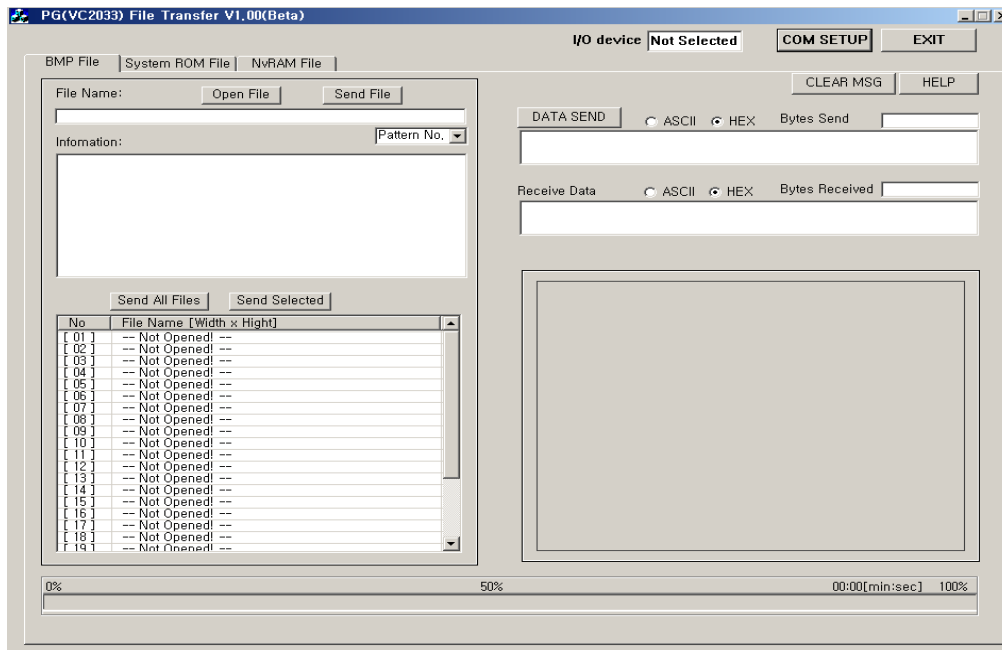 PG(VC2033) File Transfer V1.00(Beta)
I/O device Not Selected COM SETUP EXIT
BMP File System ROM File NvRAM File
CLEAR MSG HELP
File Name: Open File Send File
DATA SEND ASCII HEX Bytes Send
Infomation: Pattern No.
Receive Data ASCII HEX Bytes Received
Send All Files Send Selected
No File Name [Width x Hight]
[ 01 ] -- Not Opened! --
[ 02 ] -- Not Opened! --
[ 03 ] -- Not Opened! --
[ 04 ] -- Not Opened! --
[ 05 ] -- Not Opened! --
[ 06 ] -- Not Opened! --
[ 07 ] -- Not Opened! --
[ 08 ] -- Not Opened! --
[ 09 ] -- Not Opened! --
[ 10 ] -- Not Opened! --
[ 11 ] -- Not Opened! --
[ 12 ] -- Not Opened! --
[ 13 ] -- Not Opened! --
[ 14 ] -- Not Opened! --
[ 15 ] -- Not Opened! --
[ 16 ] -- Not Opened! --
[ 17 ] -- Not Opened! --
[ 18 ] -- Not Opened! --
[ 19 ] -- Not Opened! --
0% 50% 00:00[min:sec] 100%